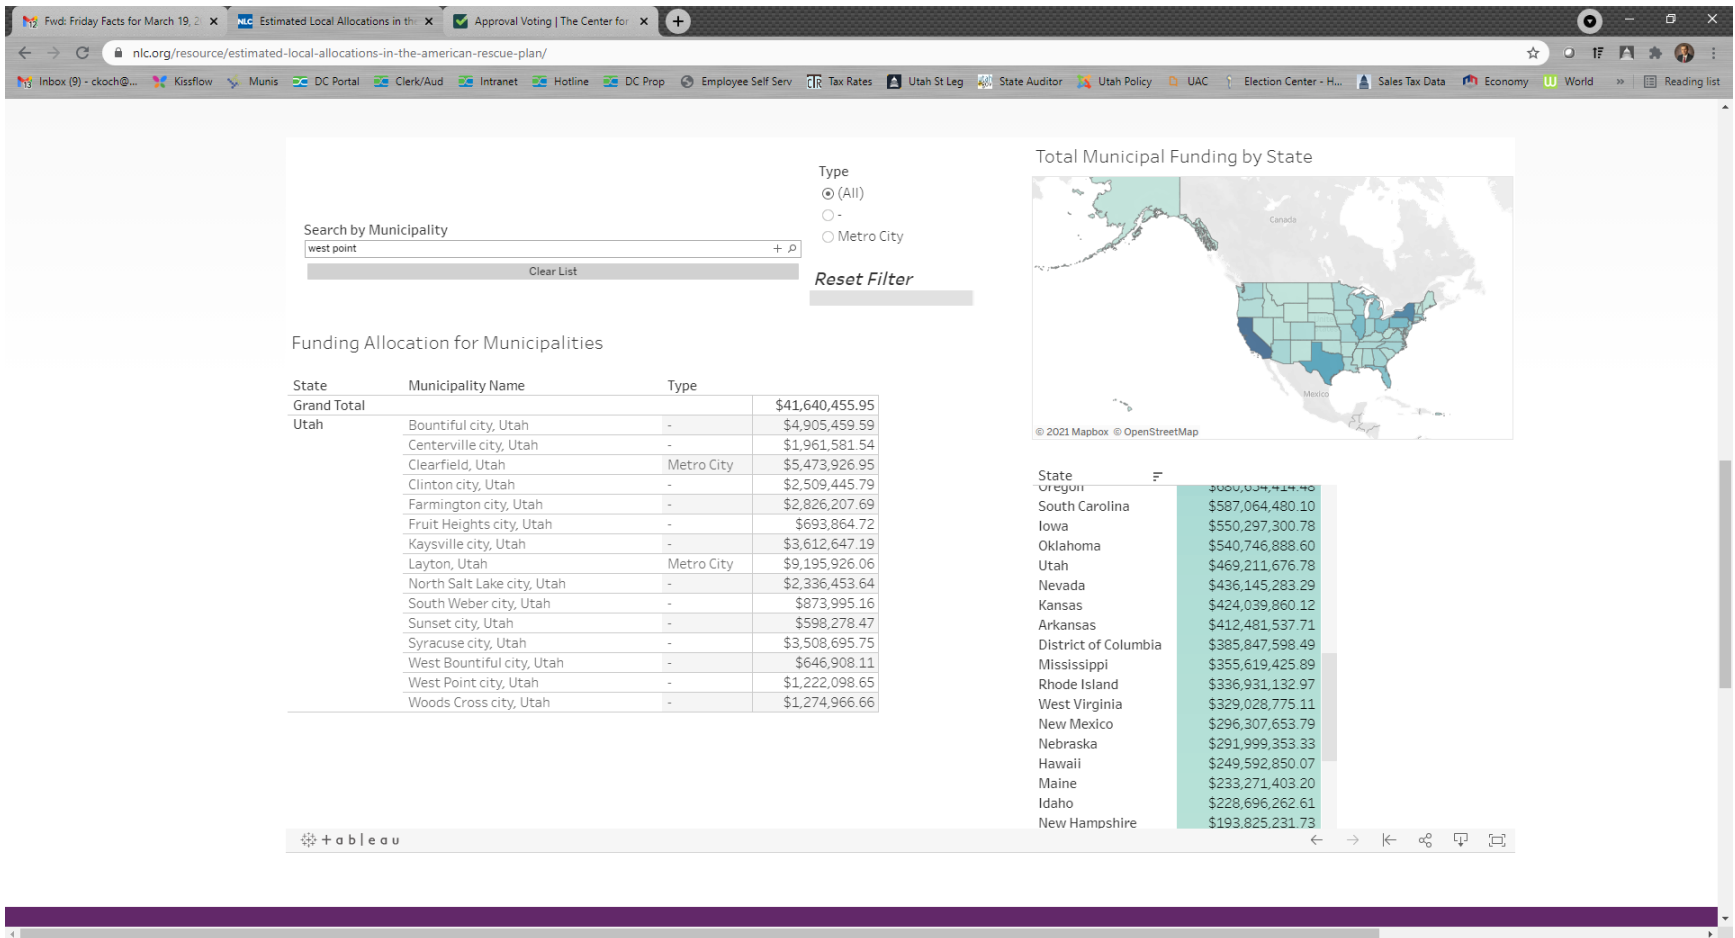 Fwd: Friday Facts for March 19, 2
NLC Estimated Local Allocations in the
Approval Voting | The Center for
nlc.org/resource/estimated-local-allocations-in-the-american-rescue-plan/
Inbox (9) - ckoch@... Kissflow Munis DC Portal Clerk/Aud Intranet Hotline DC Prop Employee Self Serv Tax Rates Utah St Leg State Auditor Utah Policy UAC Election Center - H... Sales Tax Data Economy World » Reading list
Total Municipal Funding by State
Type
(All)
-
Metro City
Search by Municipality
west point
Clear List
Reset Filter
Canada
Mexico
© 2021 Mapbox © OpenStreetMap
Funding Allocation for Municipalities
State Municipality Name Type
Grand Total $41,640,455.95
Utah Bountiful city, Utah - $4,905,459.59
Centerville city, Utah - $1,961,581.54
Clearfield, Utah Metro City $5,473,926.95
Clinton city, Utah - $2,509,445.79
Farmington city, Utah - $2,826,207.69
Fruit Heights city, Utah - $693,864.72
Kaysville city, Utah - $3,612,647.19
Layton, Utah Metro City $9,195,926.06
North Salt Lake city, Utah - $2,336,453.64
South Weber city, Utah - $873,995.16
Sunset city, Utah - $598,278.47
Syracuse city, Utah - $3,508,695.75
West Bountiful city, Utah - $646,908.11
West Point city, Utah - $1,222,098.65
Woods Cross city, Utah - $1,274,966.66
State
Oregon $680,654,414.48
South Carolina $587,064,480.10
Iowa $550,297,300.78
Oklahoma $540,746,888.60
Utah $469,211,676.78
Nevada $436,145,283.29
Kansas $424,039,860.12
Arkansas $412,481,537.71
District of Columbia $385,847,598.49
Mississippi $355,619,425.89
Rhode Island $336,931,132.97
West Virginia $329,028,775.11
New Mexico $296,307,653.79
Nebraska $291,999,353.33
Hawaii $249,592,850.07
Maine $233,271,403.20
Idaho $228,696,262.61
New Hampshire $193,825,231.73
+ableau